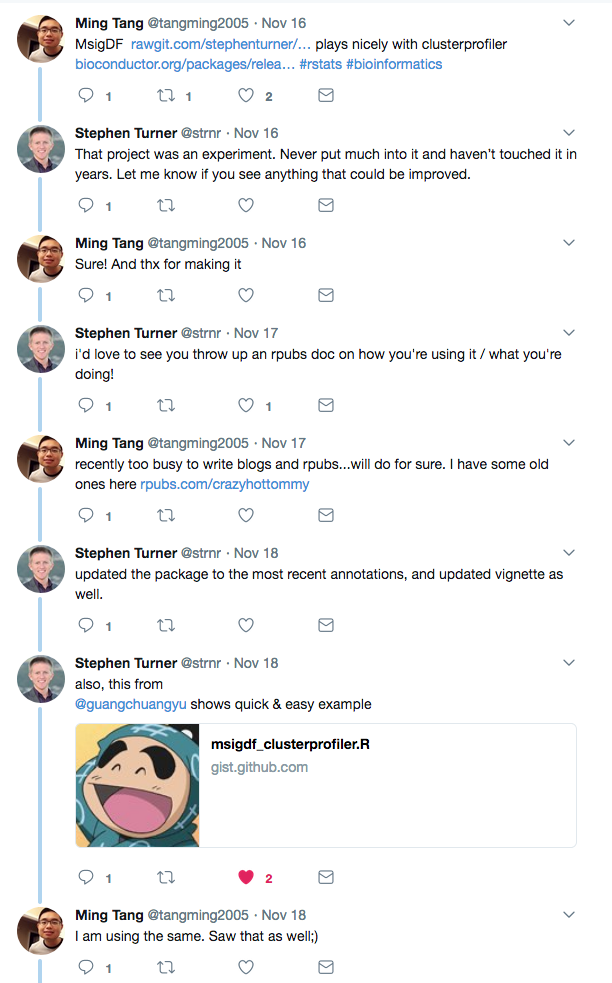 Ming Tang @tangming2005 · Nov 16
MsigDF rawgit.com/stephenturner/… plays nicely with clusterprofiler
bioconductor.org/packages/relea… #rstats #bioinformatics
1 1 2
Stephen Turner @strnr · Nov 16
That project was an experiment. Never put much into it and haven't touched it in
years. Let me know if you see anything that could be improved.
1
Ming Tang @tangming2005 · Nov 16
Sure! And thx for making it
1
Stephen Turner @strnr · Nov 17
i'd love to see you throw up an rpubs doc on how you're using it / what you're
doing!
1 1
Ming Tang @tangming2005 · Nov 17
recently too busy to write blogs and rpubs...will do for sure. I have some old
ones here rpubs.com/crazyhottommy
1
Stephen Turner @strnr · Nov 18
updated the package to the most recent annotations, and updated vignette as
well.
1
Stephen Turner @strnr · Nov 18
also, this from
@guangchuangyu shows quick & easy example
msigdf_clusterprofiler.R
gist.github.com
1 2
Ming Tang @tangming2005 · Nov 18
I am using the same. Saw that as well;)
1